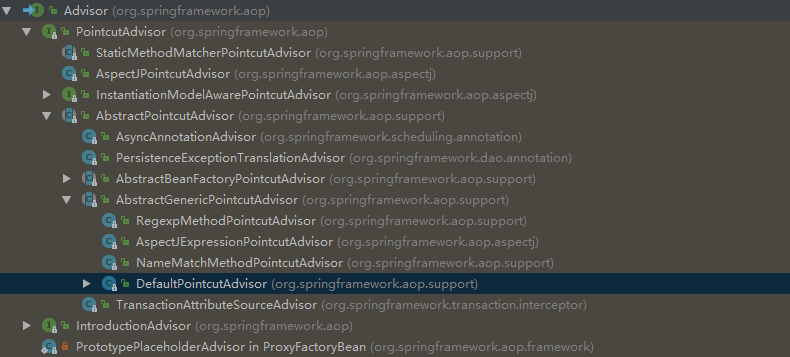 Advisor (org.springframework.aop)
PointcutAdvisor (org.springframework.aop)
StaticMethodMatcherPointcutAdvisor (org.springframework.aop.support)
AspectJPointcutAdvisor (org.springframework.aop.aspectj)
InstantiationModelAwarePointcutAdvisor (org.springframework.aop.aspectj)
AbstractPointcutAdvisor (org.springframework.aop.support)
AsyncAnnotationAdvisor (org.springframework.scheduling.annotation)
PersistenceExceptionTranslationAdvisor (org.springframework.dao.annotation)
AbstractBeanFactoryPointcutAdvisor (org.springframework.aop.support)
AbstractGenericPointcutAdvisor (org.springframework.aop.support)
RegexpMethodPointcutAdvisor (org.springframework.aop.support)
AspectJExpressionPointcutAdvisor (org.springframework.aop.aspectj)
NameMatchMethodPointcutAdvisor (org.springframework.aop.support)
DefaultPointcutAdvisor (org.springframework.aop.support)
TransactionAttributeSourceAdvisor (org.springframework.transaction.interceptor)
IntroductionAdvisor (org.springframework.aop)
PrototypePlaceholderAdvisor in ProxyFactoryBean (org.springframework.aop.framework)